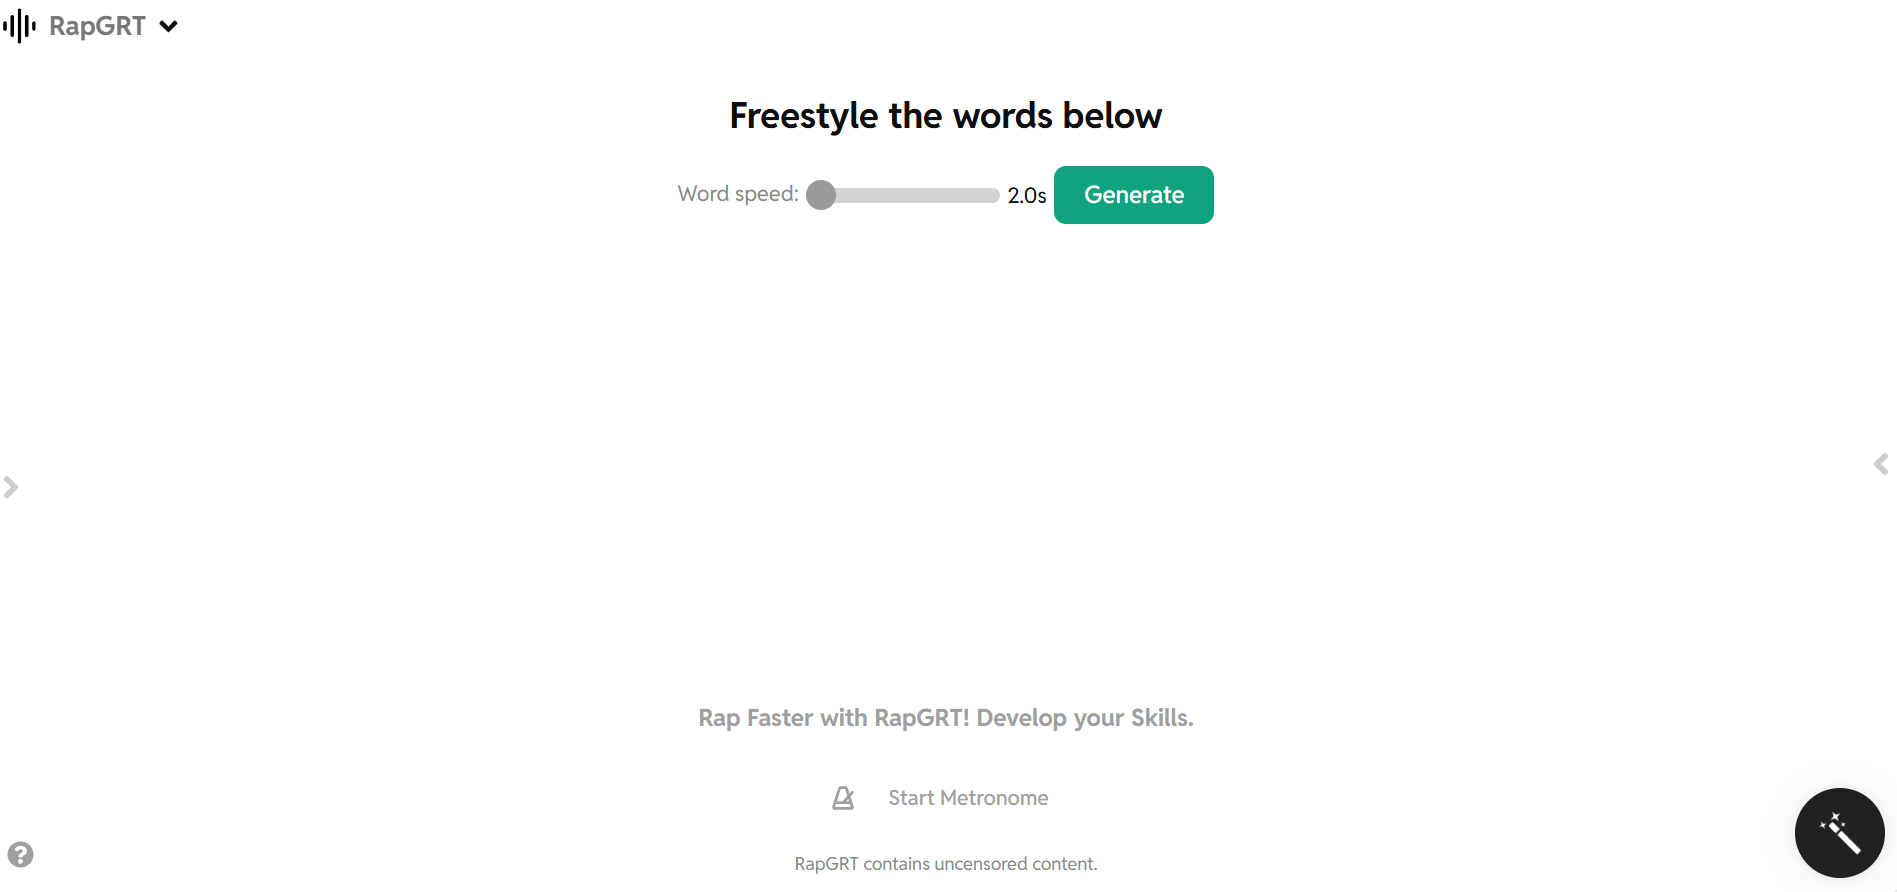 RapGRT
Freestyle the words below
Word speed: 2.0s Generate
Rap Faster with RapGRT! Develop your Skills.
Start Metronome
RapGRT contains uncensored content.